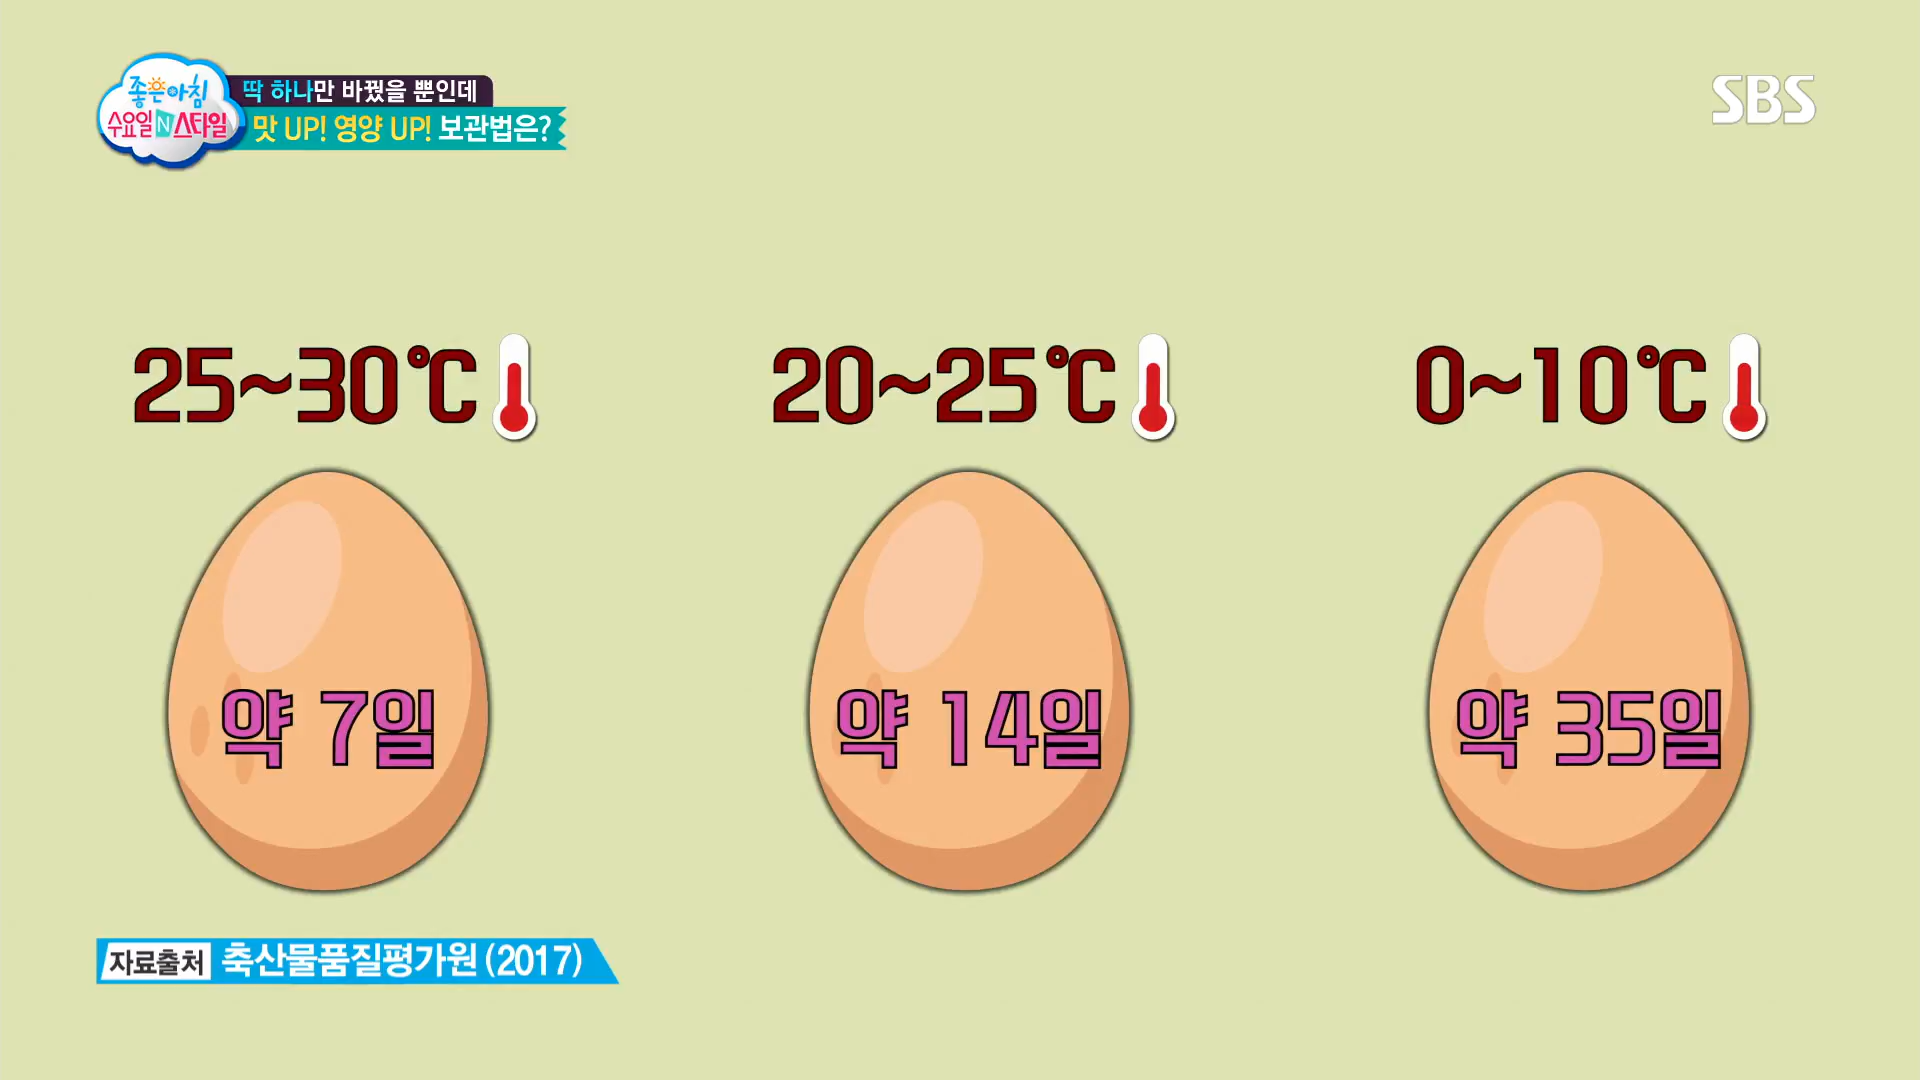 좋은아침
수요일N스타일
딱 하나만 바꿨을 뿐인데
맛 UP! 영양 UP! 보관법은?
SBS
25~30℃
20~25℃
0~10℃
약 7일
약 14일
약 35일
자료출처 축산물품질평가원 (2017)